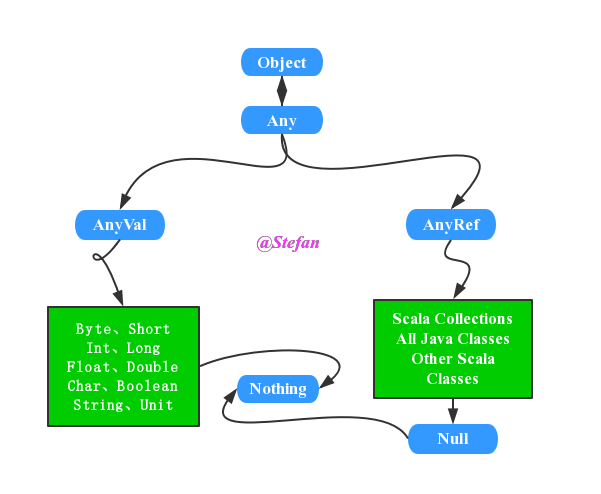 Object
Any
AnyVal
AnyRef
@Stefan
Byte、Short
Int、Long
Float、Double
Char、Boolean
String、Unit
Scala Collections
All Java Classes
Other Scala
Classes
Nothing
Null